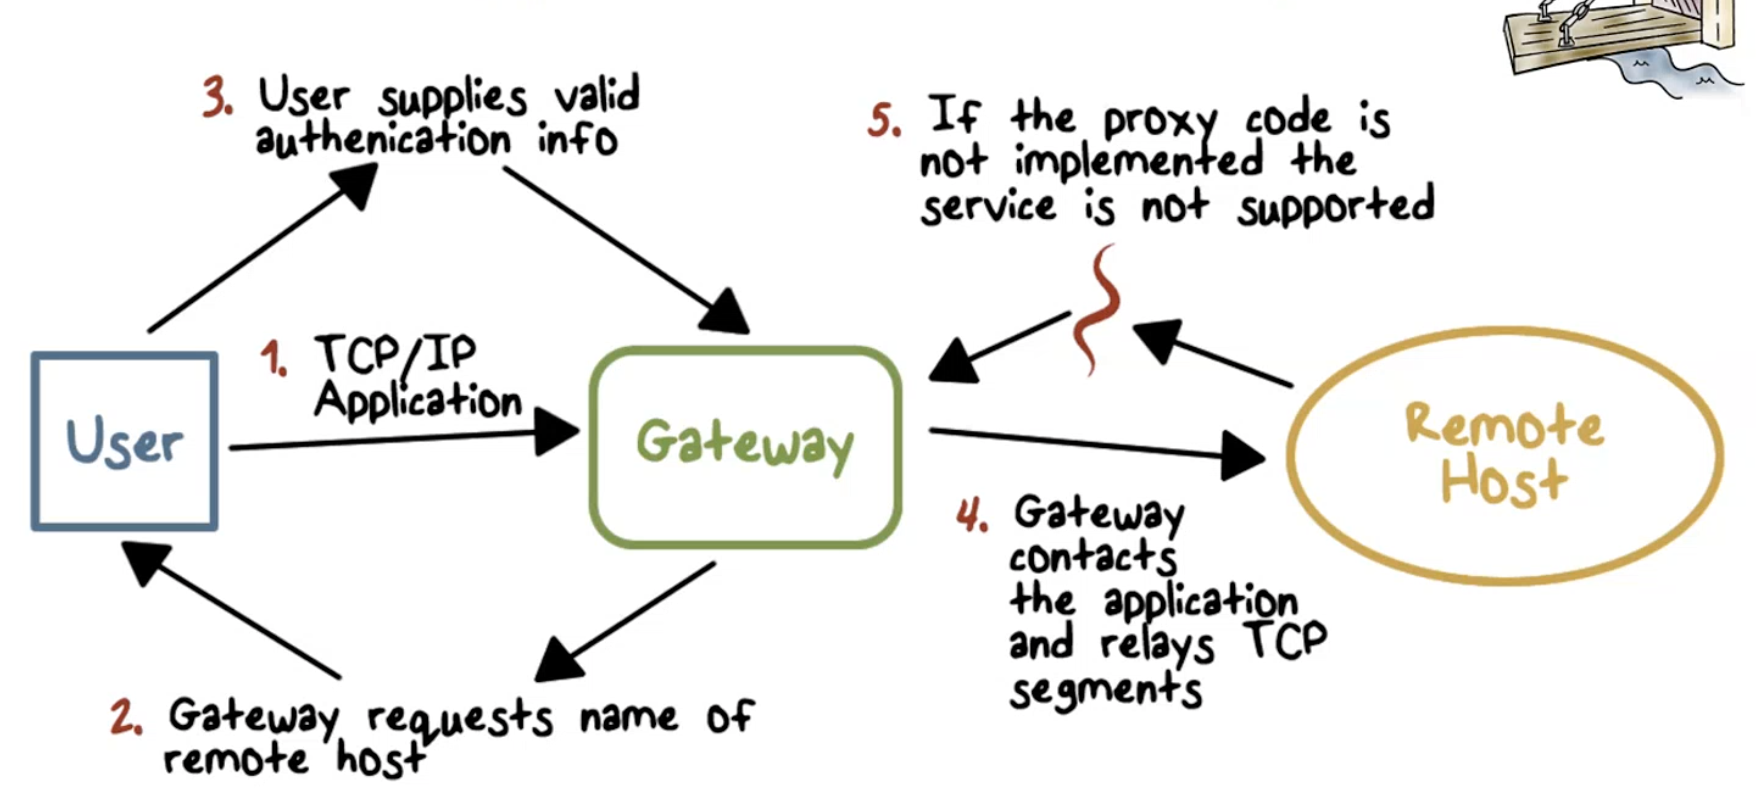 3. User supplies valid
authenication info
5. If the proxy code is
not implemented the
service is not supported
1. TCP/IP
Application
User
Gateway
Remote
Host
4. Gateway
contacts
the application
and relays TCP
segments
2. Gateway requests name of
remote host